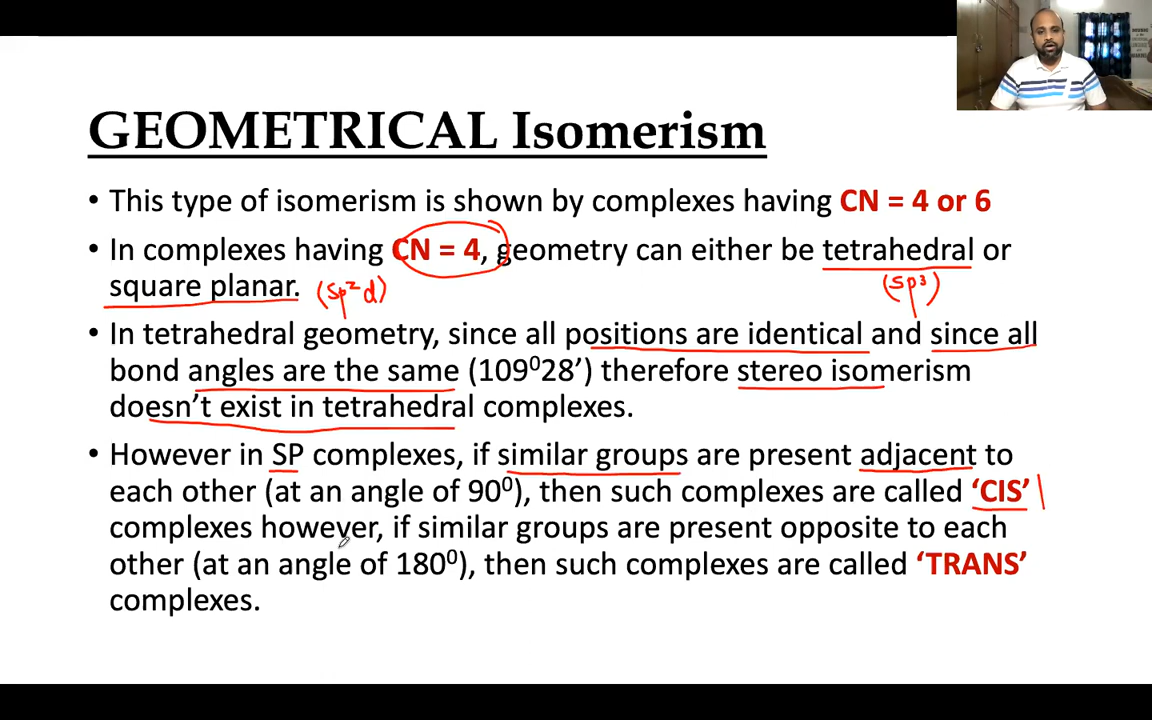 GEOMETRICAL Isomerism
• This type of isomerism is shown by complexes having CN = 4 or 6
• In complexes having CN = 4, geometry can either be tetrahedral or
square planar. (sp²d) (sp³)
• In tetrahedral geometry, since all positions are identical and since all
bond angles are the same (109⁰28’) therefore stereo isomerism
doesn’t exist in tetrahedral complexes.
• However in SP complexes, if similar groups are present adjacent to
each other (at an angle of 90⁰), then such complexes are called ‘CIS’
complexes however, if similar groups are present opposite to each
other (at an angle of 180⁰), then such complexes are called ‘TRANS’
complexes.